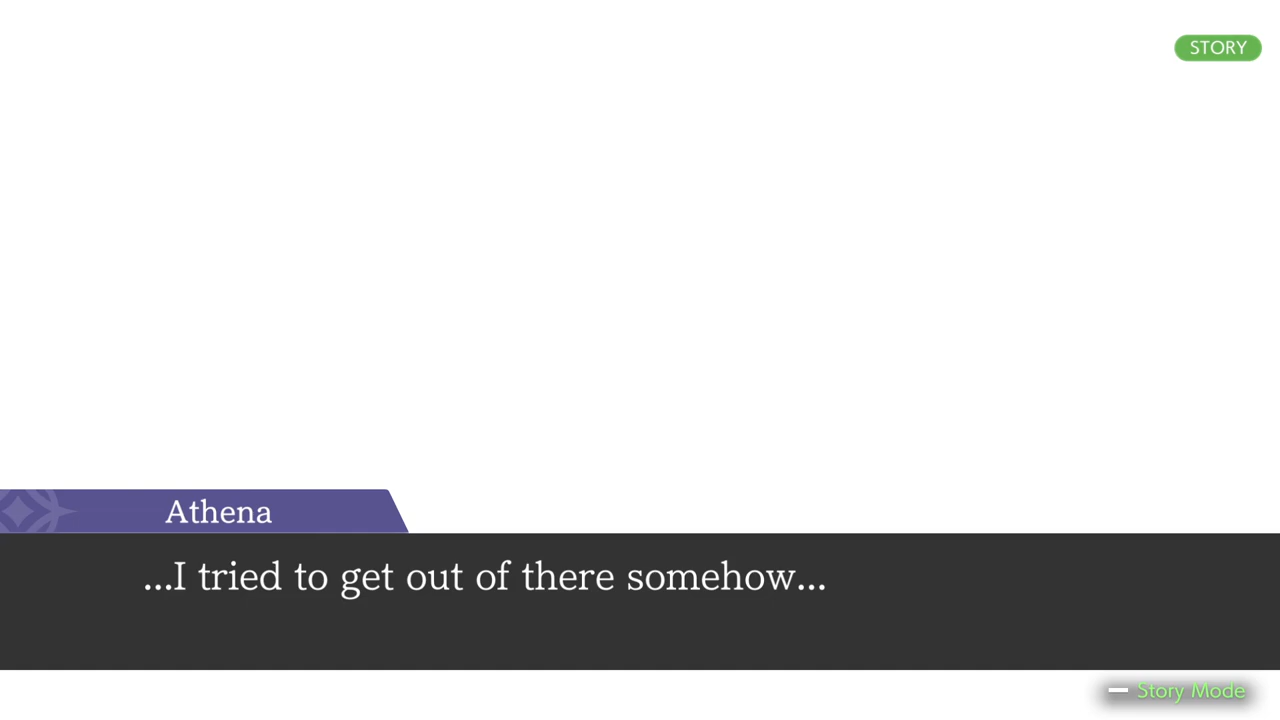 STORY
Athena
...I tried to get out of there somehow...
Story Mode